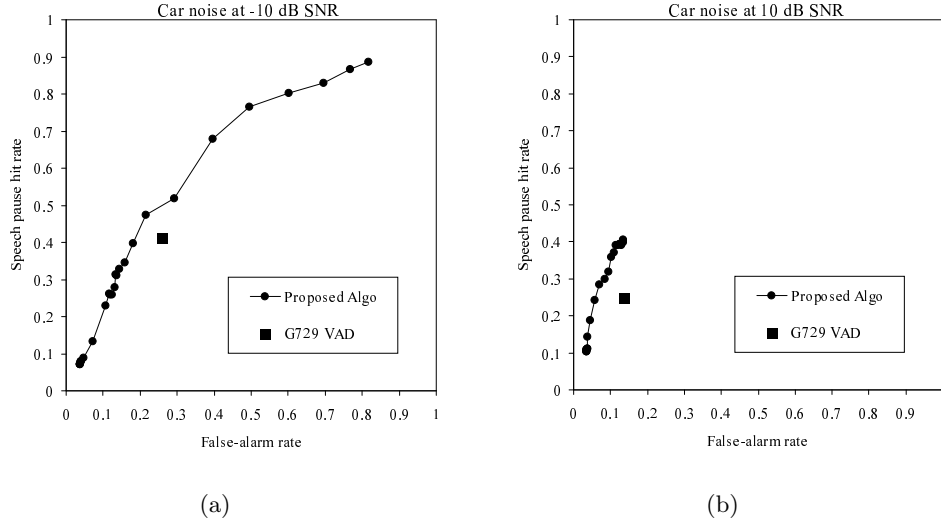 Car noise at -10 dB SNR
1
0.9
0.8
0.7
0.6
0.5
0.4
0.3
0.2
0.1
0
Speech pause hit rate
0 0.1 0.2 0.3 0.4 0.5 0.6 0.7 0.8 0.9 1
False-alarm rate
Proposed Algo
G729 VAD
(a)
Car noise at 10 dB SNR
1
0.9
0.8
0.7
0.6
0.5
0.4
0.3
0.2
0.1
0
Speech pause hit rate
0 0.1 0.2 0.3 0.4 0.5 0.6 0.7 0.8 0.9
False-alarm rate
Proposed Algo
G729 VAD
(b)